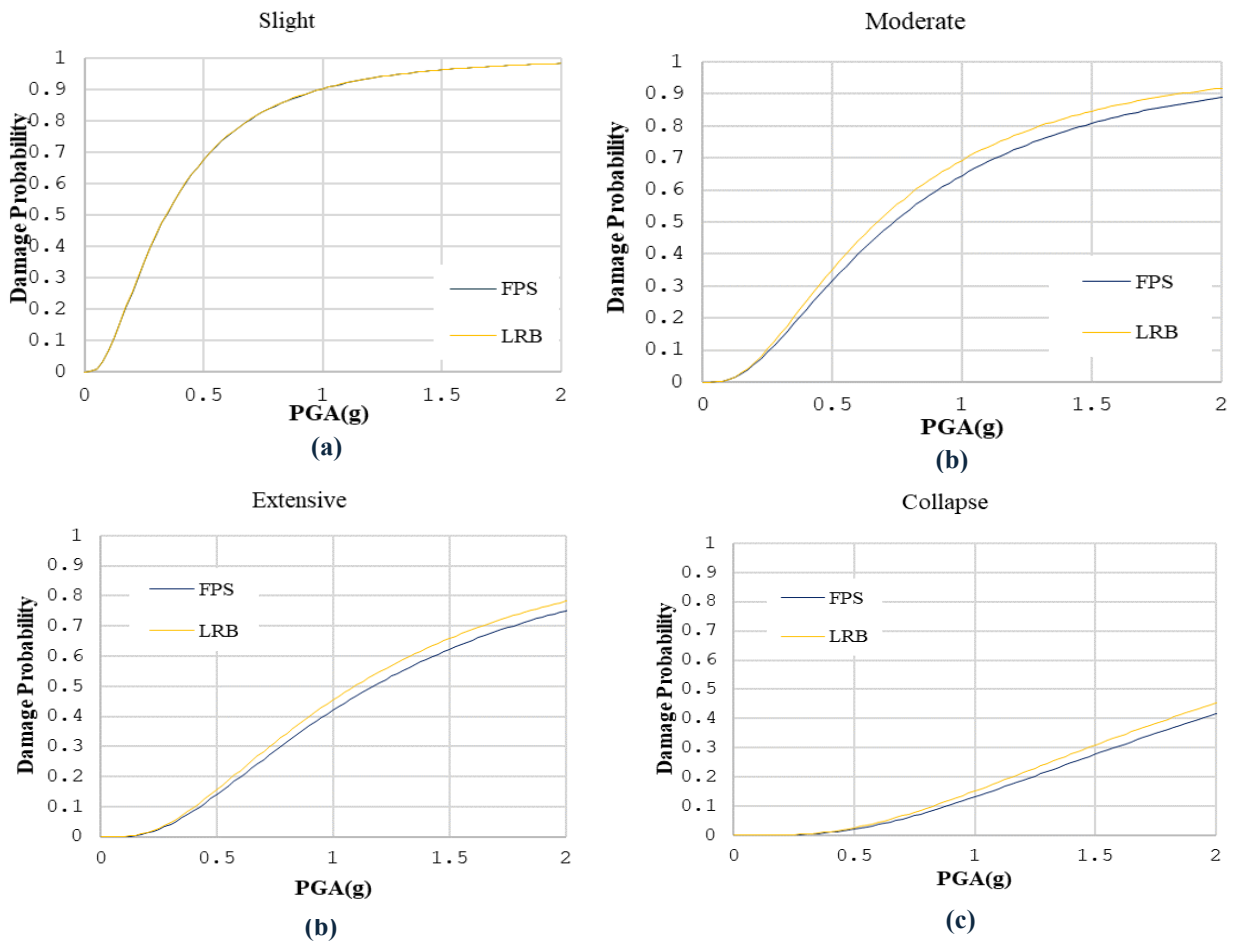 Slight
Damage Probability
1
0.9
0.8
0.7
0.6
0.5
0.4
0.3
0.2
0.1
0
FPS
LRB
0 0.5 1 1.5 2
PGA(g)
(a)
Moderate
Damage Probability
1
0.9
0.8
0.7
0.6
0.5
0.4
0.3
0.2
0.1
0
FPS
LRB
0 0.5 1 1.5 2
PGA(g)
(b)
Extensive
Damage Probability
1
0.9
0.8
0.7
0.6
0.5
0.4
0.3
0.2
0.1
0
FPS
LRB
0 0.5 1 1.5 2
PGA(g)
(b)
Collapse
Damage Probability
1
0.9
0.8
0.7
0.6
0.5
0.4
0.3
0.2
0.1
0
FPS
LRB
0 0.5 1 1.5 2
PGA(g)
(c)